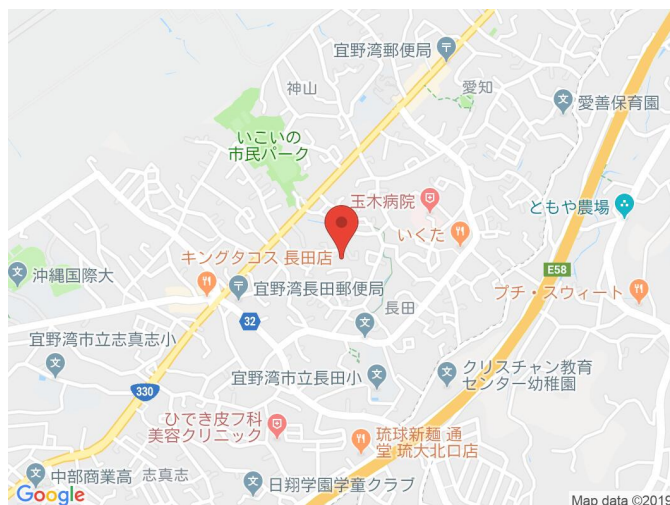 宜野湾郵便局
神山
愛知
愛善保育園
いこいの
市民パーク
玉木病院
ともや農場
いくた
キングタコス 長田店
E58
沖縄国際大
宜野湾長田郵便局
プチ・スウィート
長田
32
宜野湾市立志真志小
クリスチャン教育
センター幼稚園
宜野湾市立長田小
330
ひでき皮フ科
美容クリニック
琉球新麺 通
堂 琉大北口店
中部商業高
志真志
日翔学園学童クラブ
Google
Map data ©2019